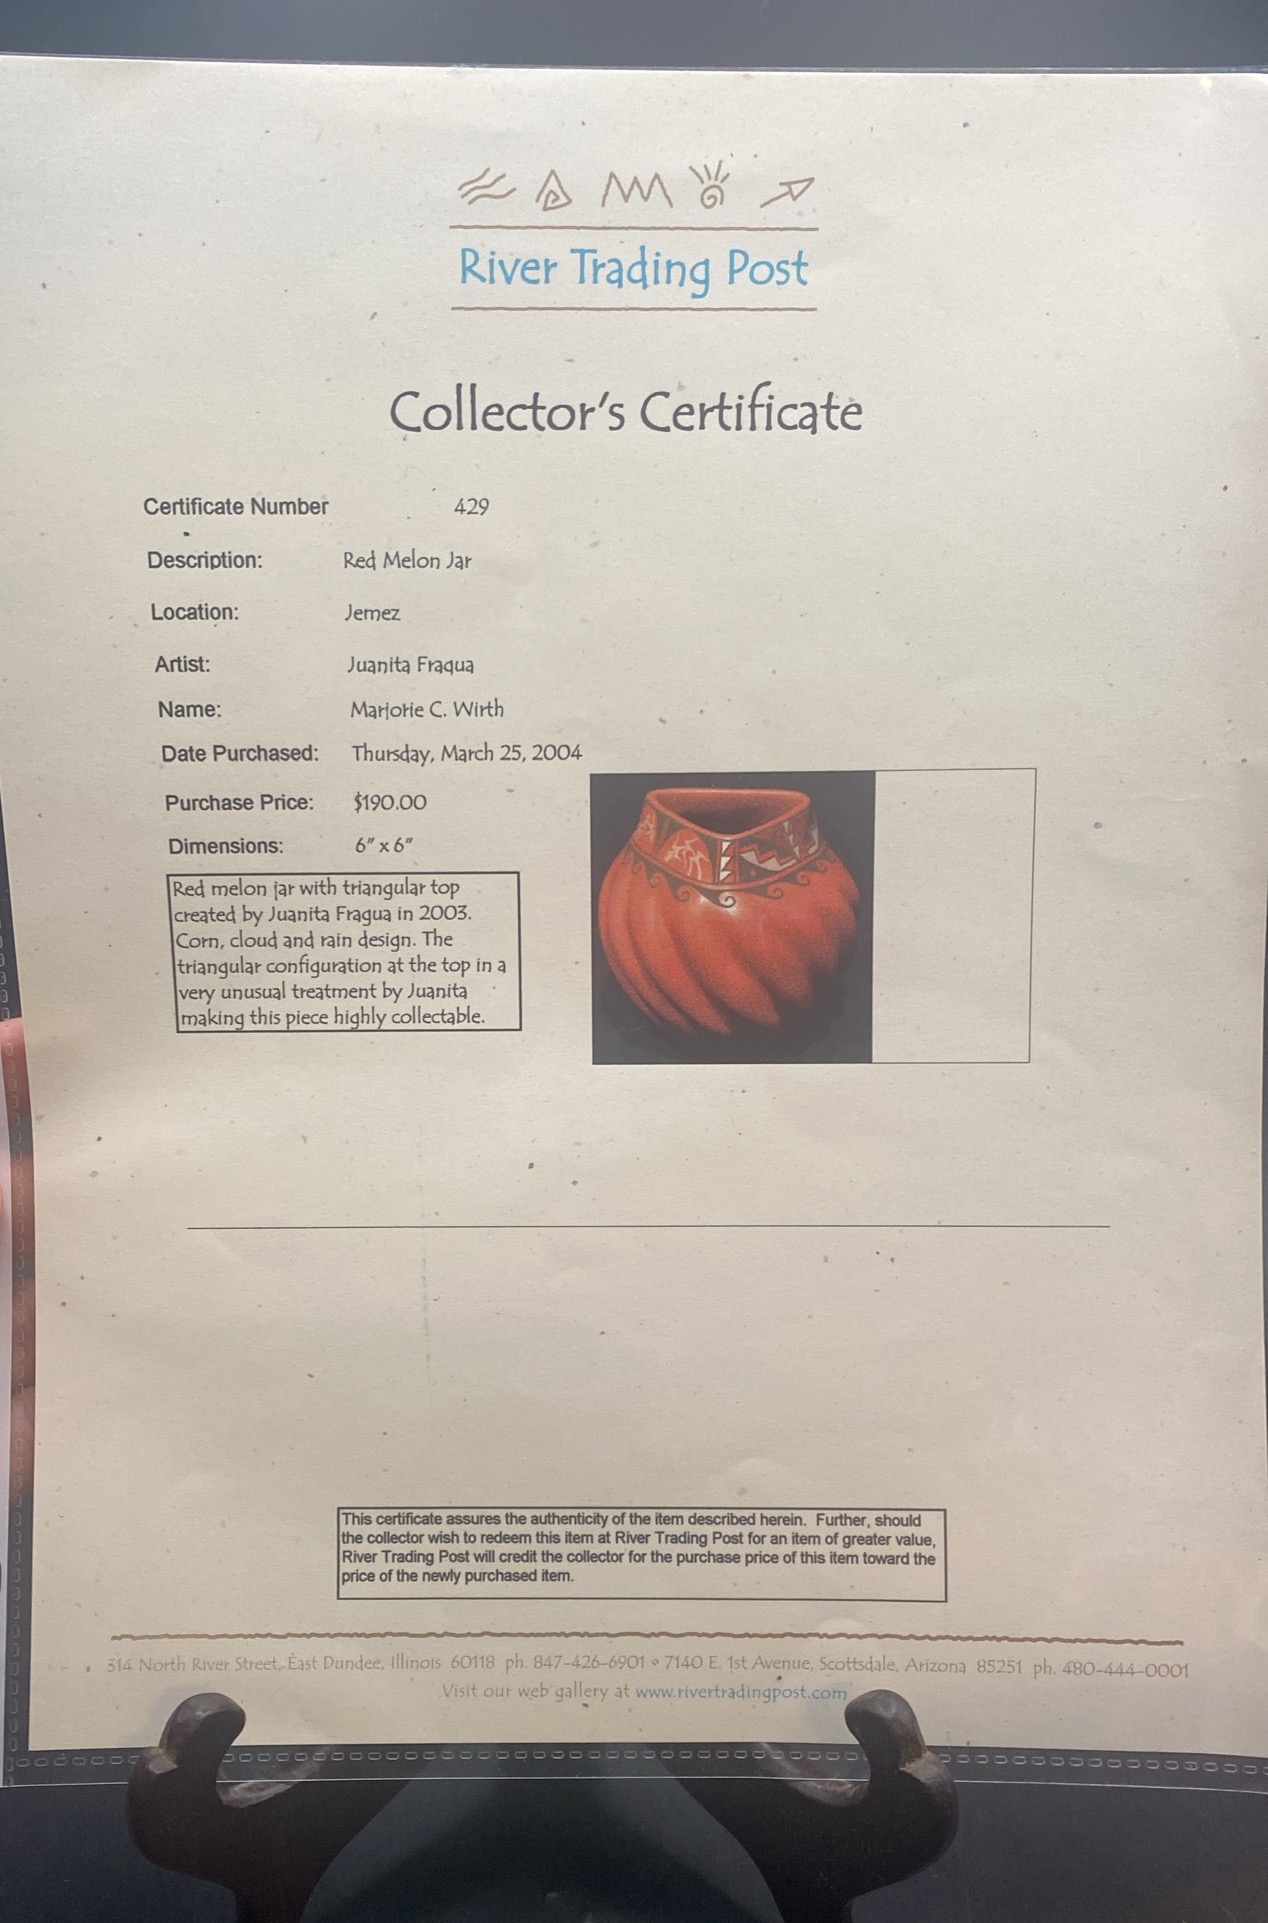 River Trading Post
Collector's Certificate
Certificate Number 429
Description: Red Melon Jar
Location: Jemez
Artist: Juanita Fragua
Name: Marjorie C. Wirth
Date Purchased: Thursday, March 25, 2004
Purchase Price: $190.00
Dimensions: 6" x 6"
Red melon jar with triangular top
created by Juanita Fragua in 2003.
Corn, cloud and rain design. The
triangular configuration at the top in a
very unusual treatment by Juanita
making this piece highly collectable.
This certificate assures the authenticity of the item described herein. Further, should
the collector wish to redeem this item at River Trading Post for an item of greater value,
River Trading Post will credit the collector for the purchase price of this item toward the
price of the newly purchased item.
314 North River Street, East Dundee, Illinois 60118 ph. 847-426-6901 • 7140 E. 1st Avenue, Scottsdale, Arizona 85251 ph. 480-444-0001
Visit our web gallery at www.rivertradingpost.com